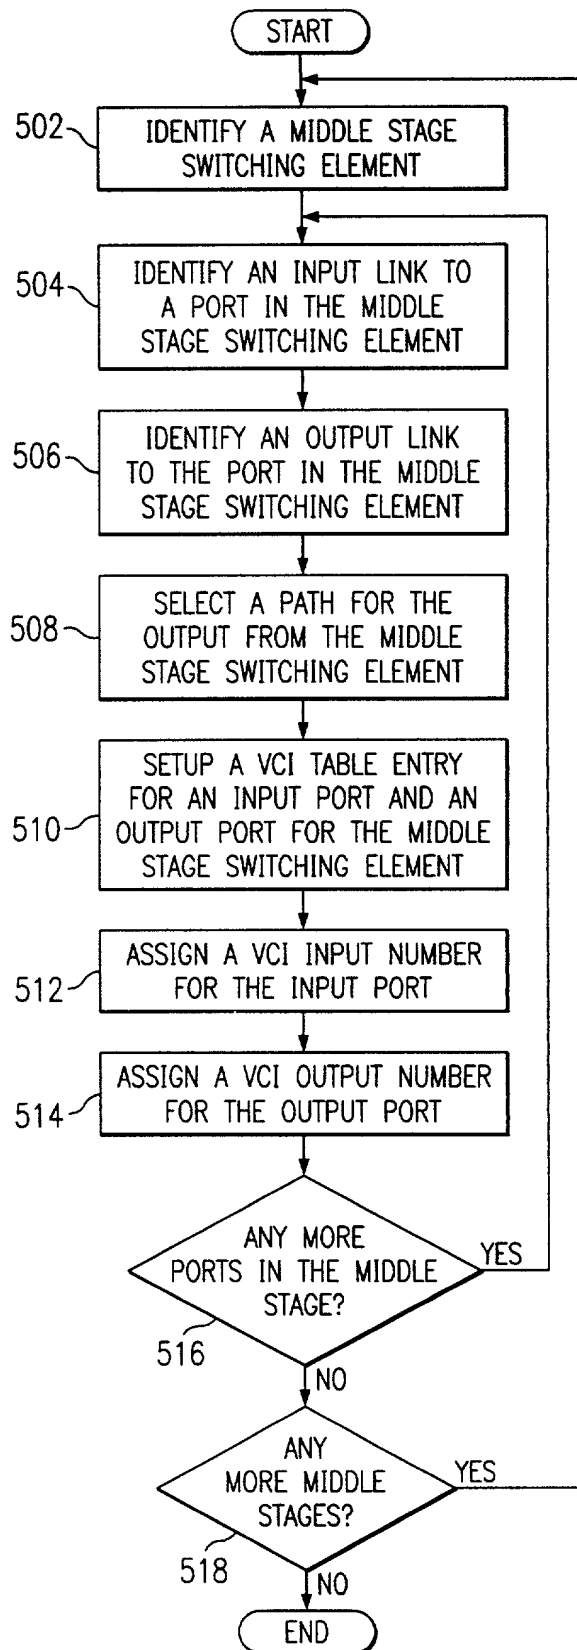 START
502
IDENTIFY A MIDDLE STAGE
SWITCHING ELEMENT
504
IDENTIFY AN INPUT LINK TO
A PORT IN THE MIDDLE
STAGE SWITCHING ELEMENT
506
IDENTIFY AN OUTPUT LINK
TO THE PORT IN THE MIDDLE
STAGE SWITCHING ELEMENT
508
SELECT A PATH FOR THE
OUTPUT FROM THE MIDDLE
STAGE SWITCHING ELEMENT
510
SETUP A VCI TABLE ENTRY
FOR AN INPUT PORT AND AN
OUTPUT PORT FOR THE MIDDLE
STAGE SWITCHING ELEMENT
512
ASSIGN A VCI INPUT NUMBER
FOR THE INPUT PORT
514
ASSIGN A VCI OUTPUT NUMBER
FOR THE OUTPUT PORT
ANY MORE
PORTS IN THE MIDDLE
STAGE?
YES
516
NO
ANY
MORE MIDDLE
STAGES?
YES
518
NO
END